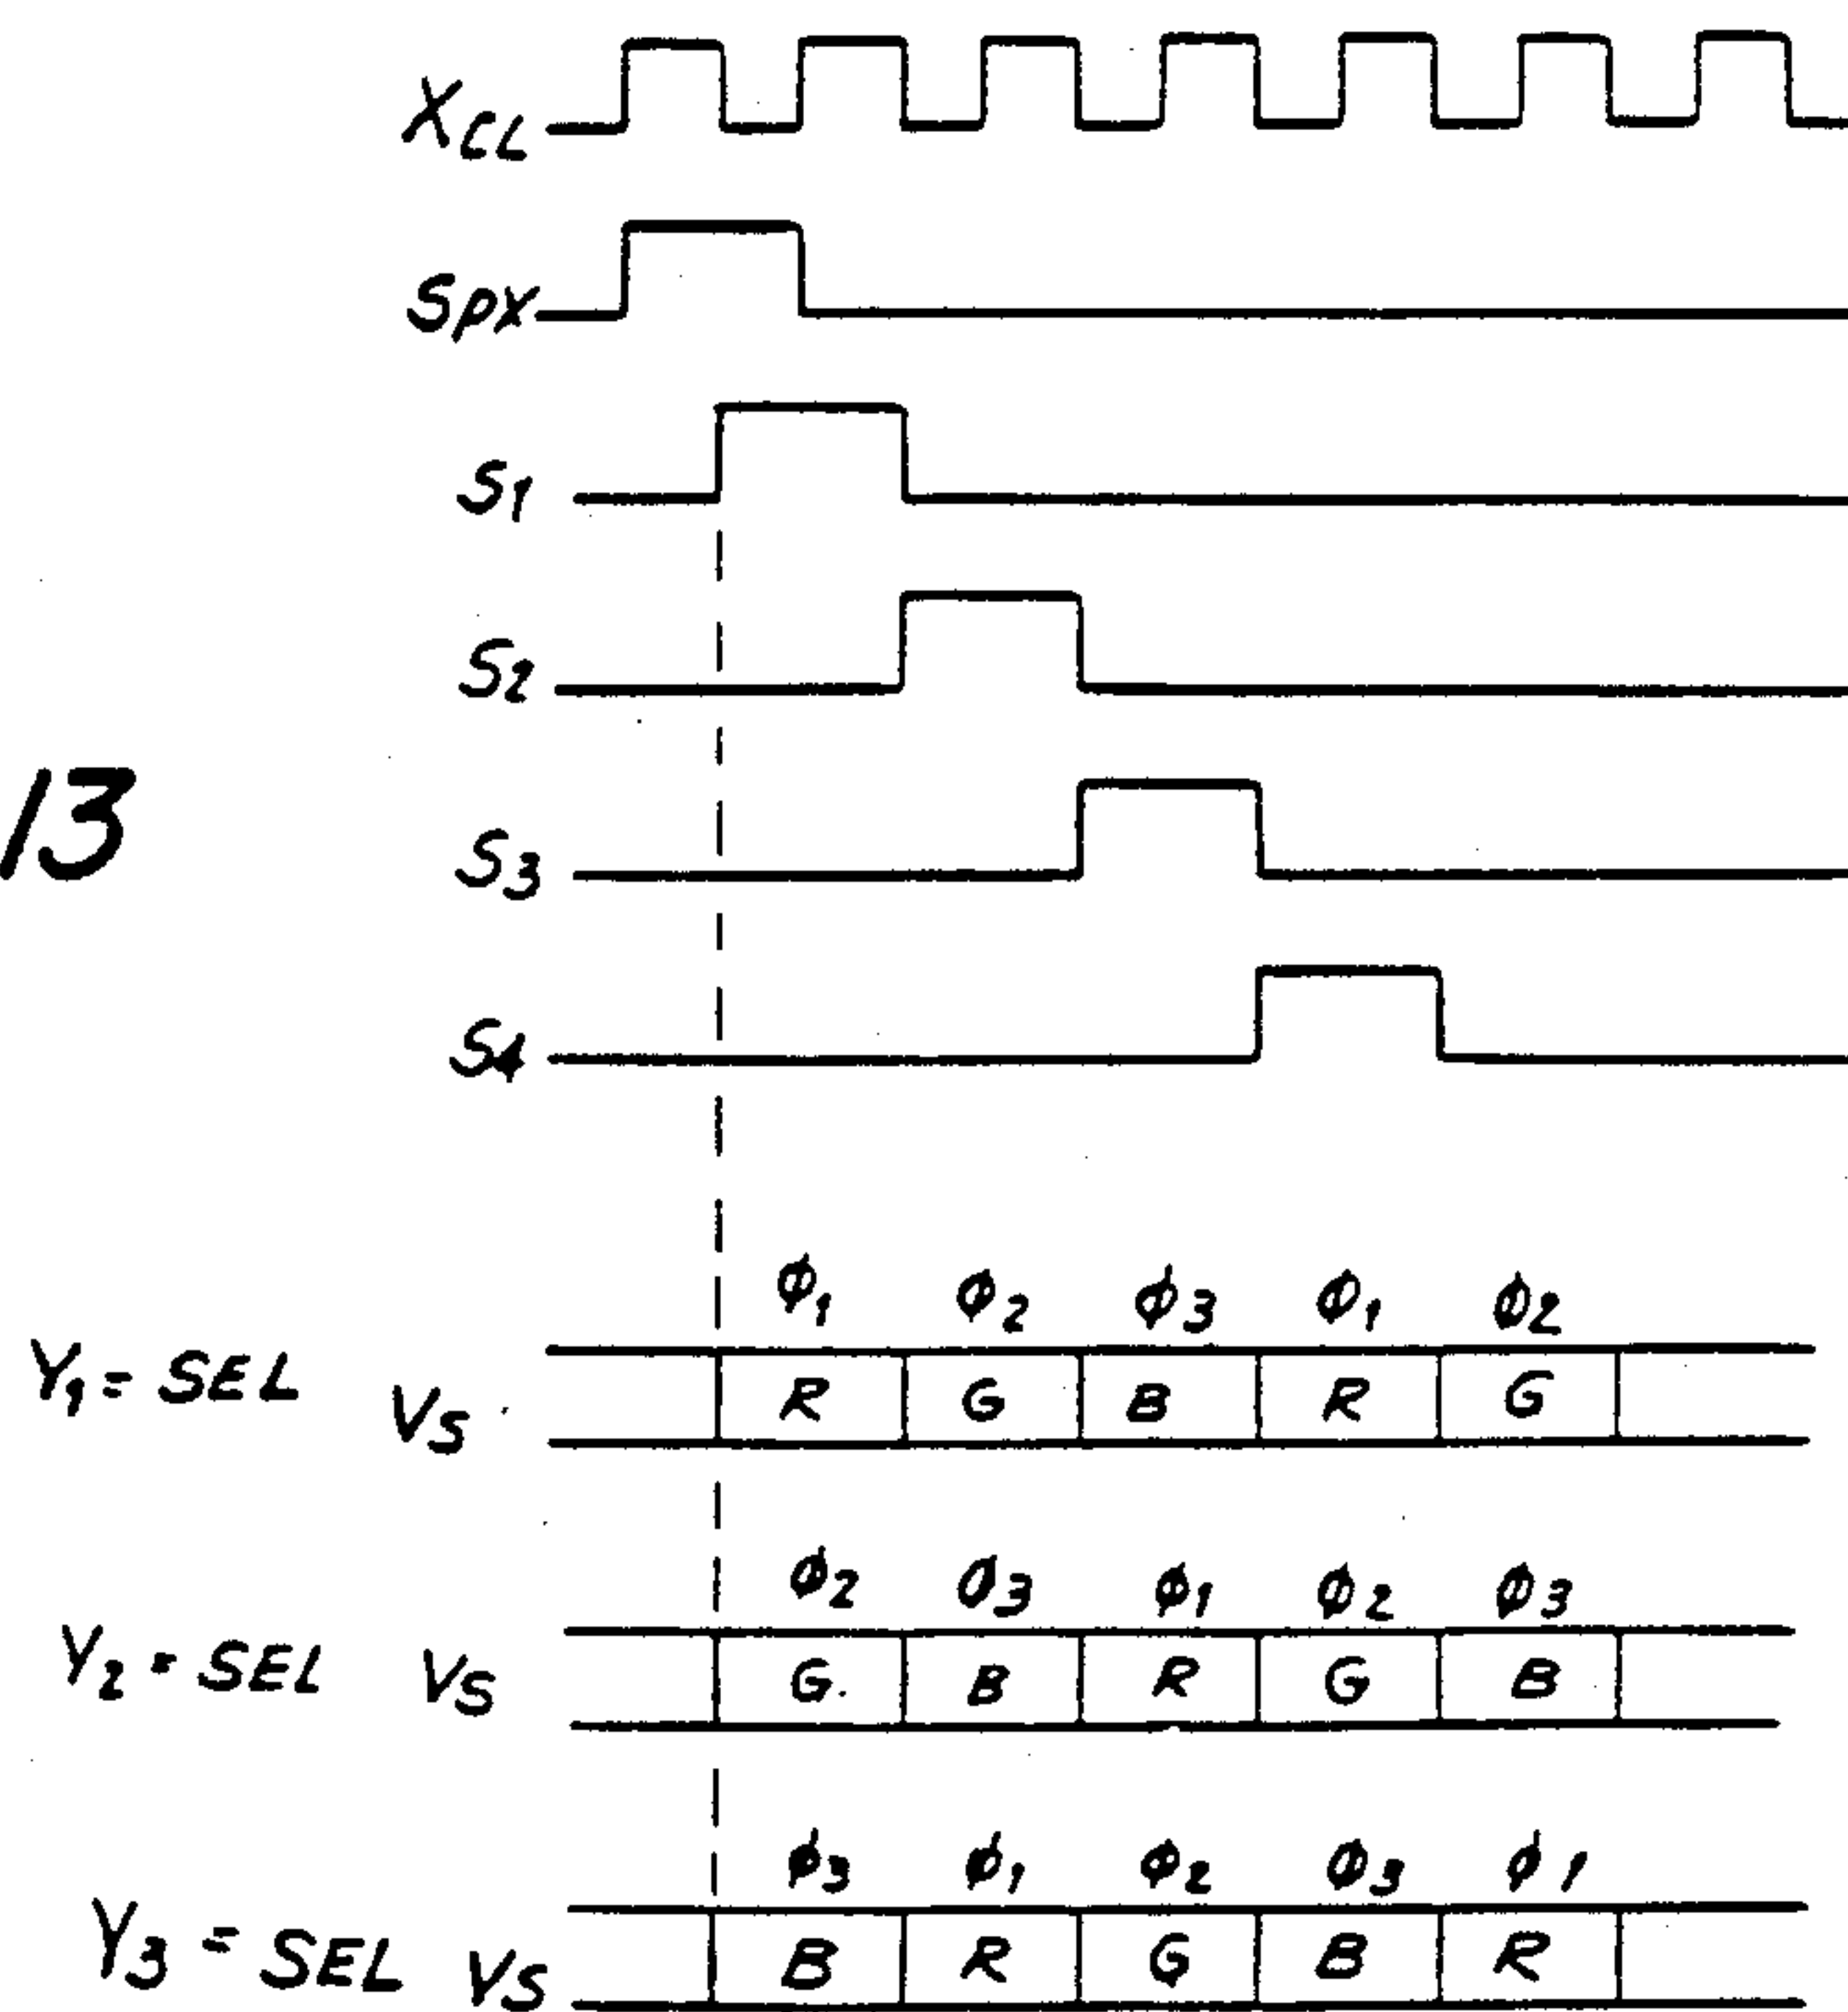 XCL
SPX
S1
S2
13
S3
S4
ϕ1 ϕ2 ϕ3 ϕ1 ϕ2
Y1 = SEL VS R G B R G
ϕ2 ϕ3 ϕ1 ϕ2 ϕ3
Y2 = SEL VS G B R G B
ϕ3 ϕ1 ϕ2 ϕ3 ϕ1
Y3 = SEL VS B R G B R